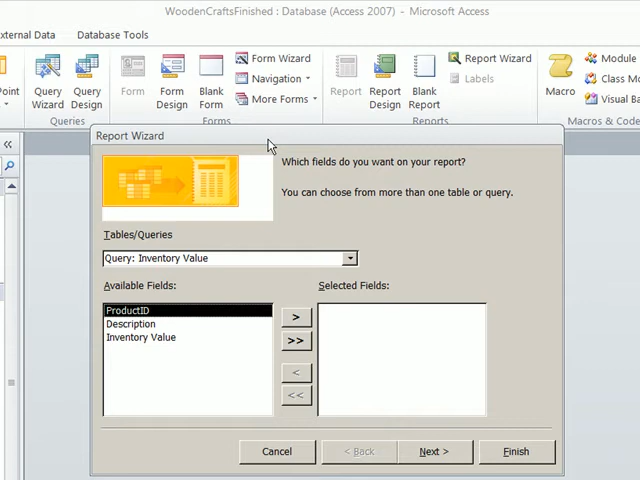 WoodenCraftsFinished : Database (Access 2007) - Microsoft Access
xternal Data Database Tools
Form Wizard Report Wizard Module
Navigation Class Mo
More Forms Labels Visual Ba
Point Query Wizard Query Design Form Form Design Blank Form Report Report Design Blank Report Macro
Queries Forms Reports Macros & Code
Report Wizard
Which fields do you want on your report?
You can choose from more than one table or query.
Tables/Queries
Query: Inventory Value
Available Fields: Selected Fields:
ProductID
Description
Inventory Value
>
>>
<
<<
Cancel < Back Next > Finish